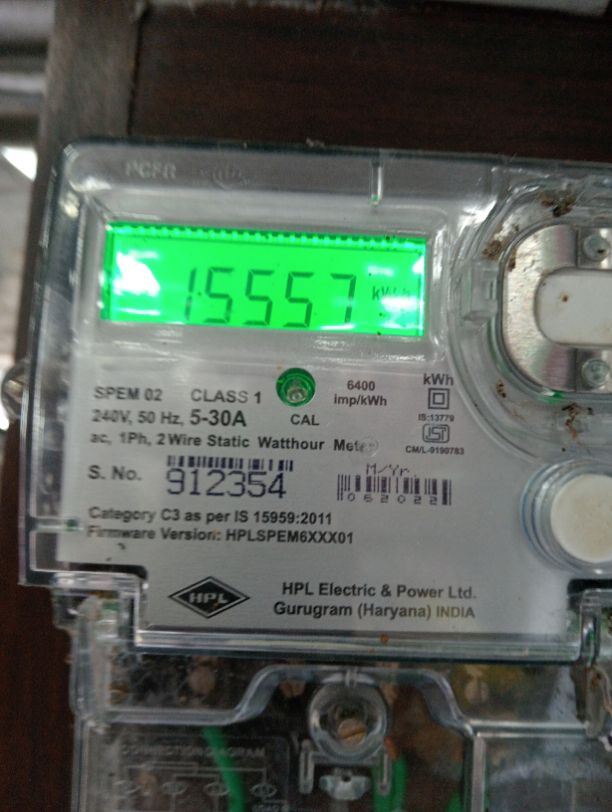 15557 kWh
SPEM 02 CLASS 1
6400 imp/kWh
kWh
240V, 50 Hz, 5-30A
CAL
IS:13779
ac, 1Ph, 2 Wire Static Watthour Meter
CM/L-9190783
S. No. 912354
M/Yr.
062022
Category C3 as per IS 15959:2011
Firmware Version: HPLSPEM6XXX01
HPL
HPL Electric & Power Ltd.
Gurugram (Haryana) INDIA
CONNECTION DIAGRAM